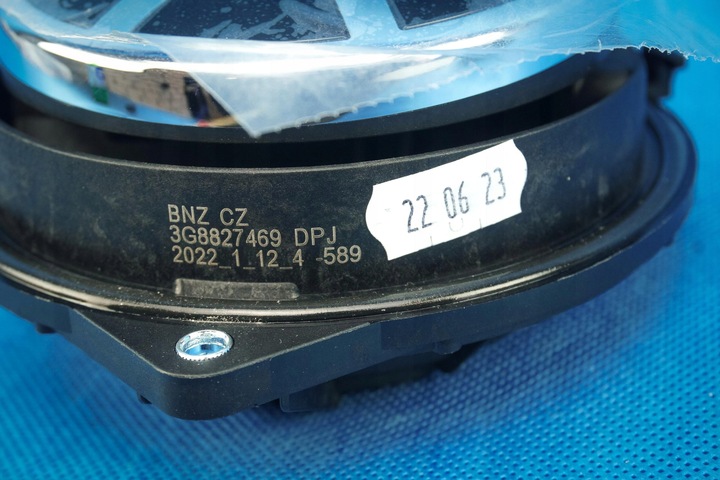 BNZ CZ
3G8827469 DPJ
2022_1_12_4 -589
22 06 23